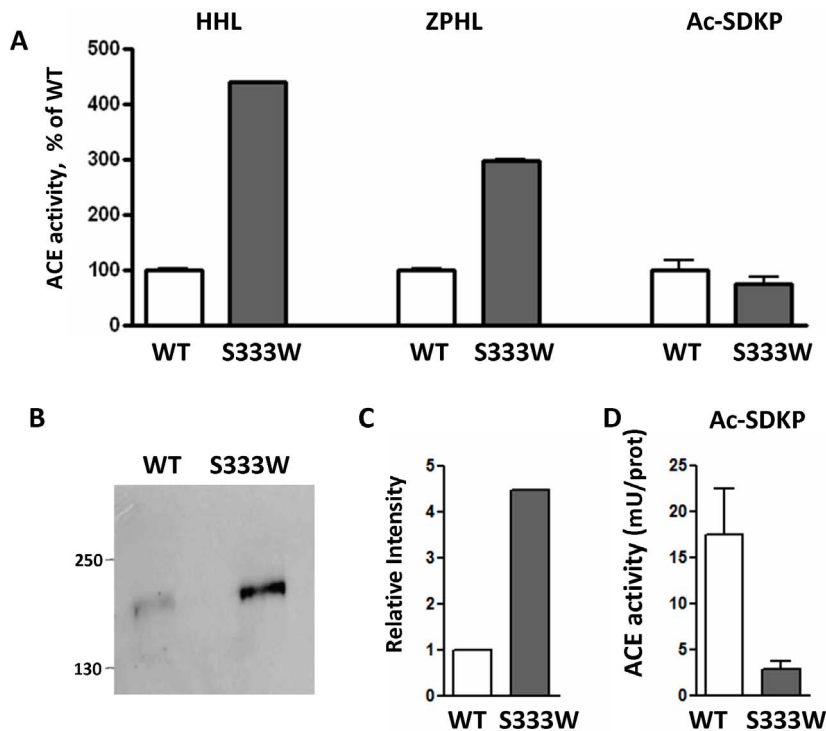 A
HHL ZPHL Ac-SDKP
ACE activity, % of WT
500
400
300
200
100
0
WT S333W WT S333W WT S333W
B
WT S333W
250
130
C
Relative Intensity
5
4
3
2
1
0
WT S333W
D
Ac-SDKP
ACE activity (mU/prot)
25
20
15
10
5
0
WT S333W